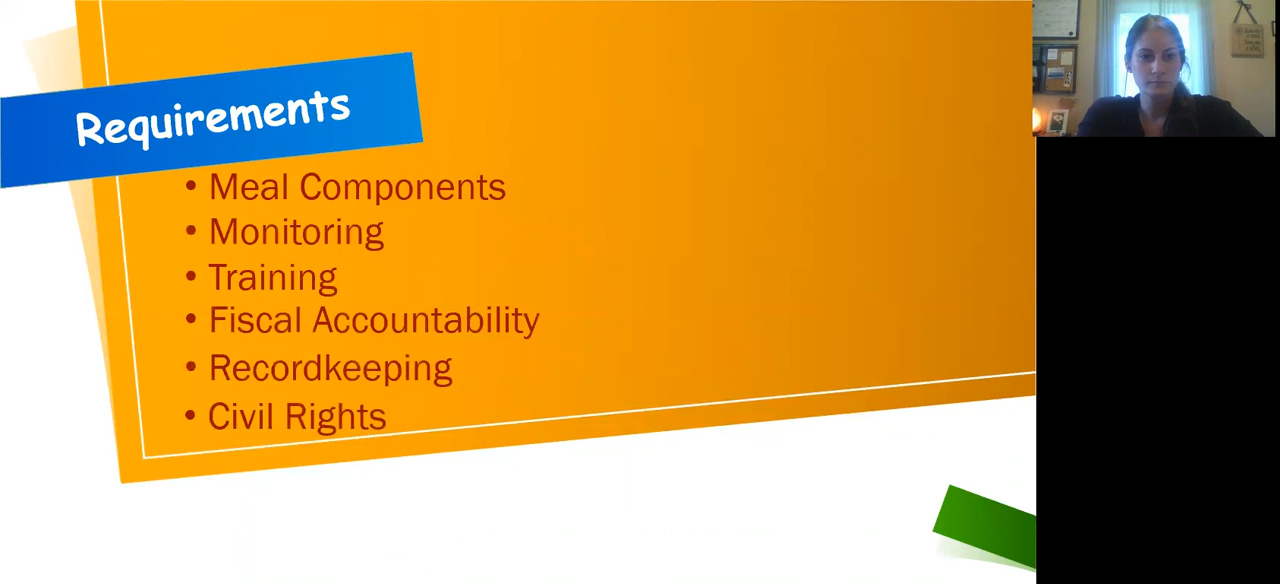 Requirements
• Meal Components
• Monitoring
• Training
• Fiscal Accountability
• Recordkeeping
• Civil Rights